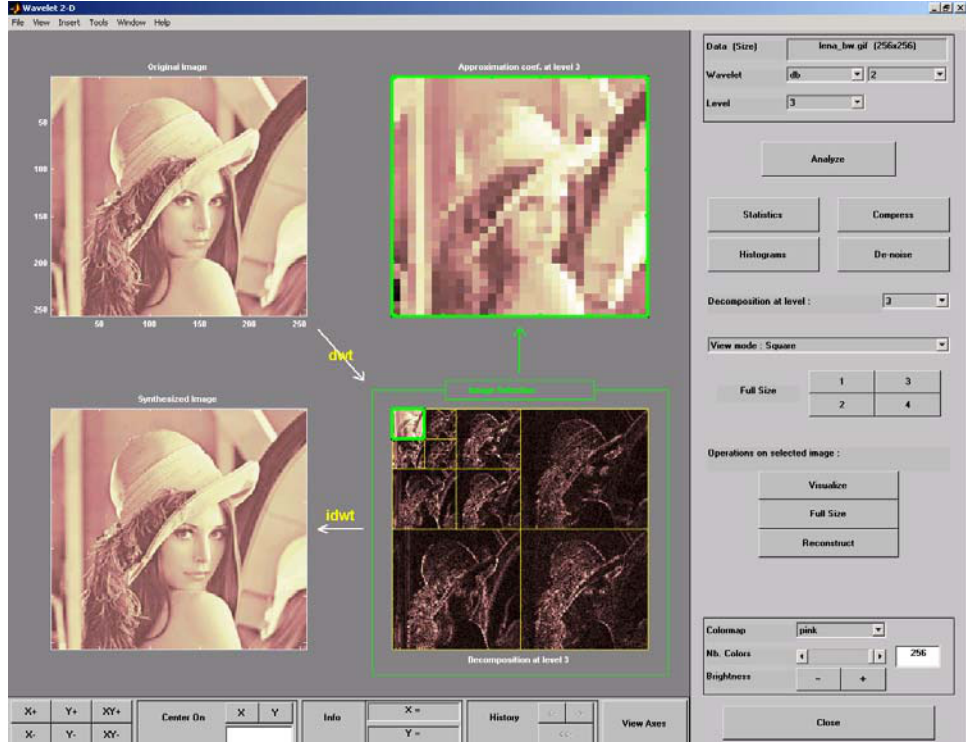 Wavelet 2-D
File View Insert Tools Window Help
Original Image
50
100
150
200
250
50 100 150 200 250
Approximation coef. at level 3
dwt
Image Selection
Synthesized Image
idwt
Decomposition at level 3
Data (Size) lena_bw.gif (256x256)
Wavelet db 2
Level 3
Analyze
Statistics Compress
Histograms De-noise
Decomposition at level : 3
View mode : Square
Full Size 1 3
2 4
Operations on selected image :
Visualize
Full Size
Reconstruct
Colormap pink
Nb. Colors 256
Brightness - +
X+ Y+ XY+
X- Y- XY-
Center On X Y
Info X =
Y =
History
<<
View Axes
Close